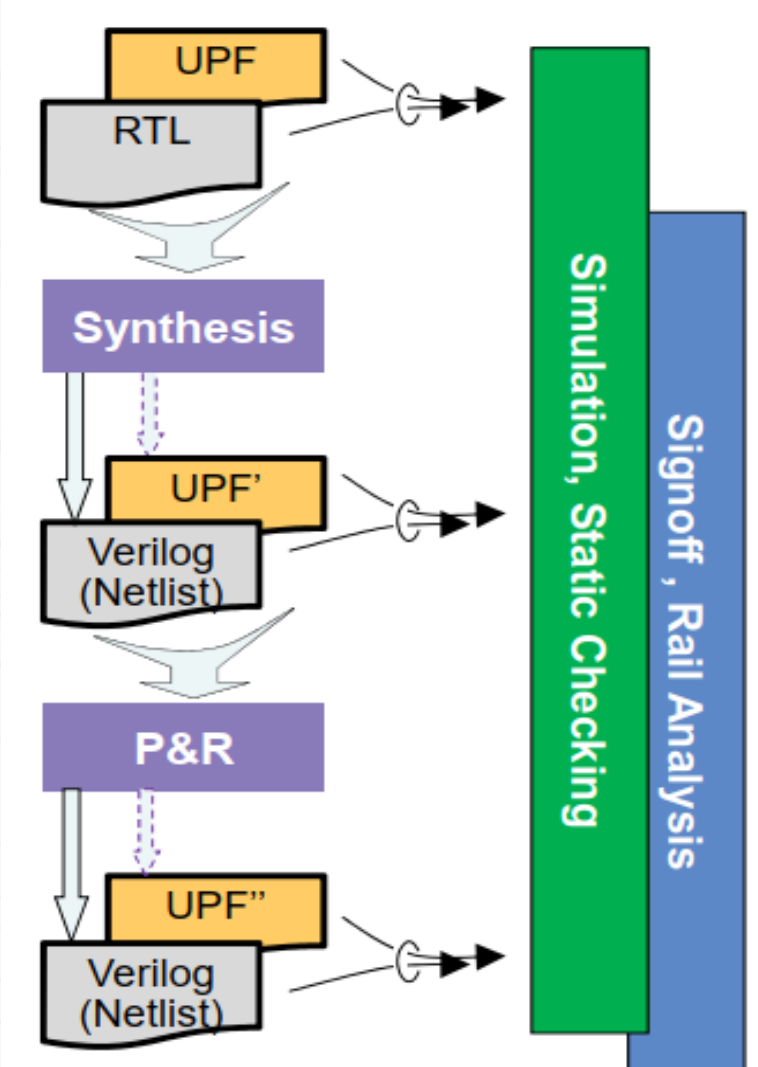 UPF
RTL
Synthesis
UPF’
Verilog
(Netlist)
P&R
UPF’’
Verilog
(Netlist)
Simulation, Static Checking
Signoff , Rail Analysis